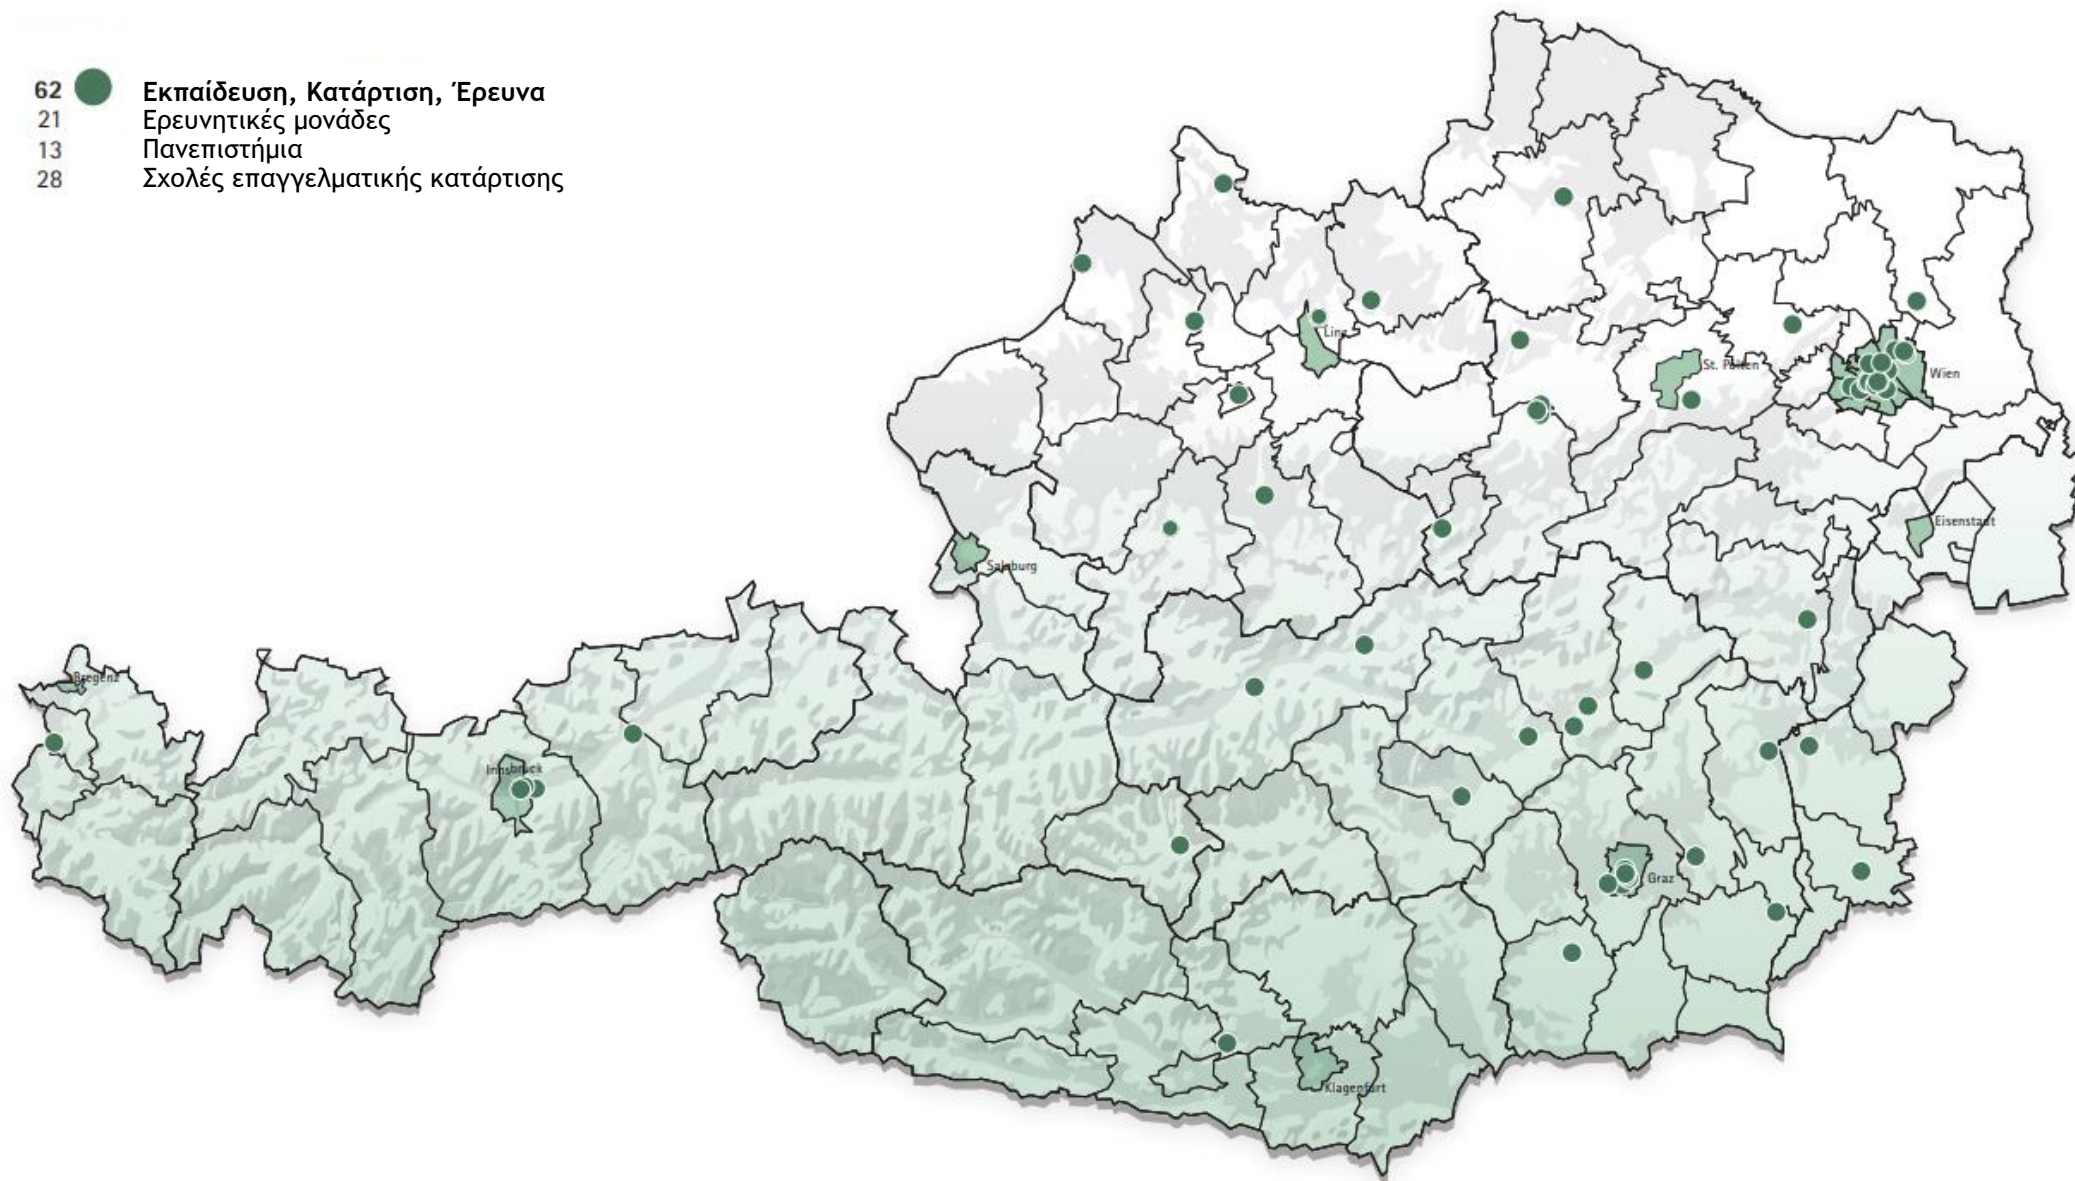 62 Εκπαίδευση, Κατάρτιση, Έρευνα
21 Ερευνητικές μονάδες
13 Πανεπιστήμια
28 Σχολές επαγγελματικής κατάρτισης
Linz
St. Pölten
Wien
Eisenstadt
Salzburg
Bregenz
Innsbruck
Graz
Klagenfurt